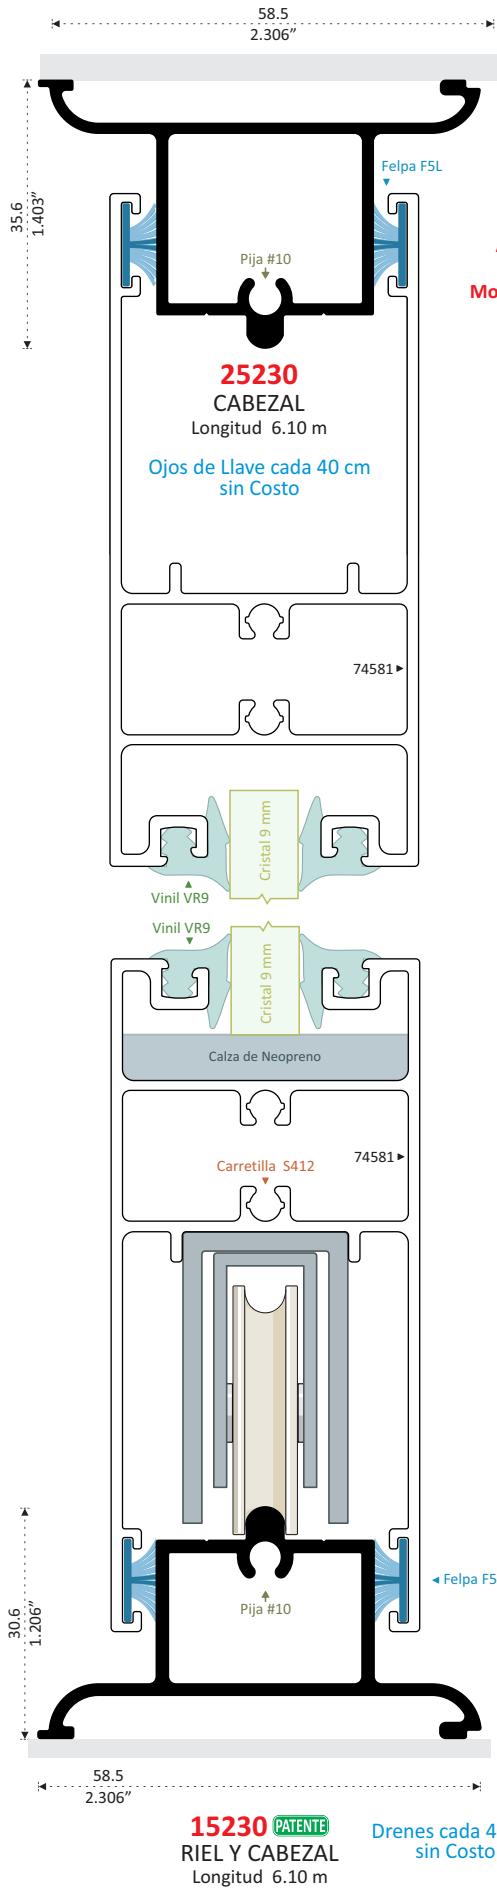 58.5
2.306"
35.6
1.403"
Felpa F5L
Pija #10
Mo
25230
CABEZAL
Longitud 6.10 m
Ojos de Llave cada 40 cm
sin Costo
74581
Cristal 9 mm
Vinil VR9
Vinil VR9
Cristal 9 mm
Calza de Neopreno
74581
Carretilla S412
Felpa F5
Pija #10
30.6
1.206"
58.5
2.306"
15230 PATENTE
RIEL Y CABEZAL
Longitud 6.10 m
Drenes cada 4
sin Costo